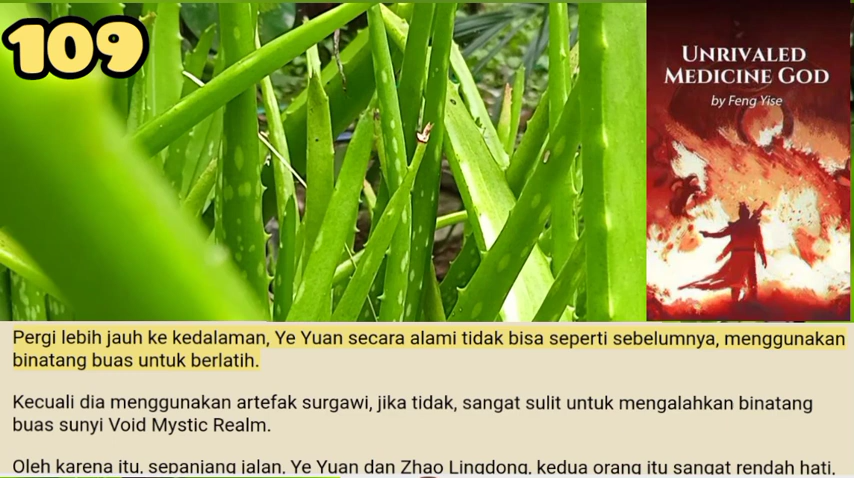 109
UNRIVALED
MEDICINE GOD
by Feng Yise
Pergi lebih jauh ke kedalaman, Ye Yuan secara alami tidak bisa seperti sebelumnya, menggunakan
binatang buas untuk berlatih.
Kecuali dia menggunakan artefak surgawi, jika tidak, sangat sulit untuk mengalahkan binatang
buas sunyi Void Mystic Realm.
Oleh karena itu, sepanjang jalan, Ye Yuan dan Zhao Lingdong, kedua orang itu sangat rendah hati,